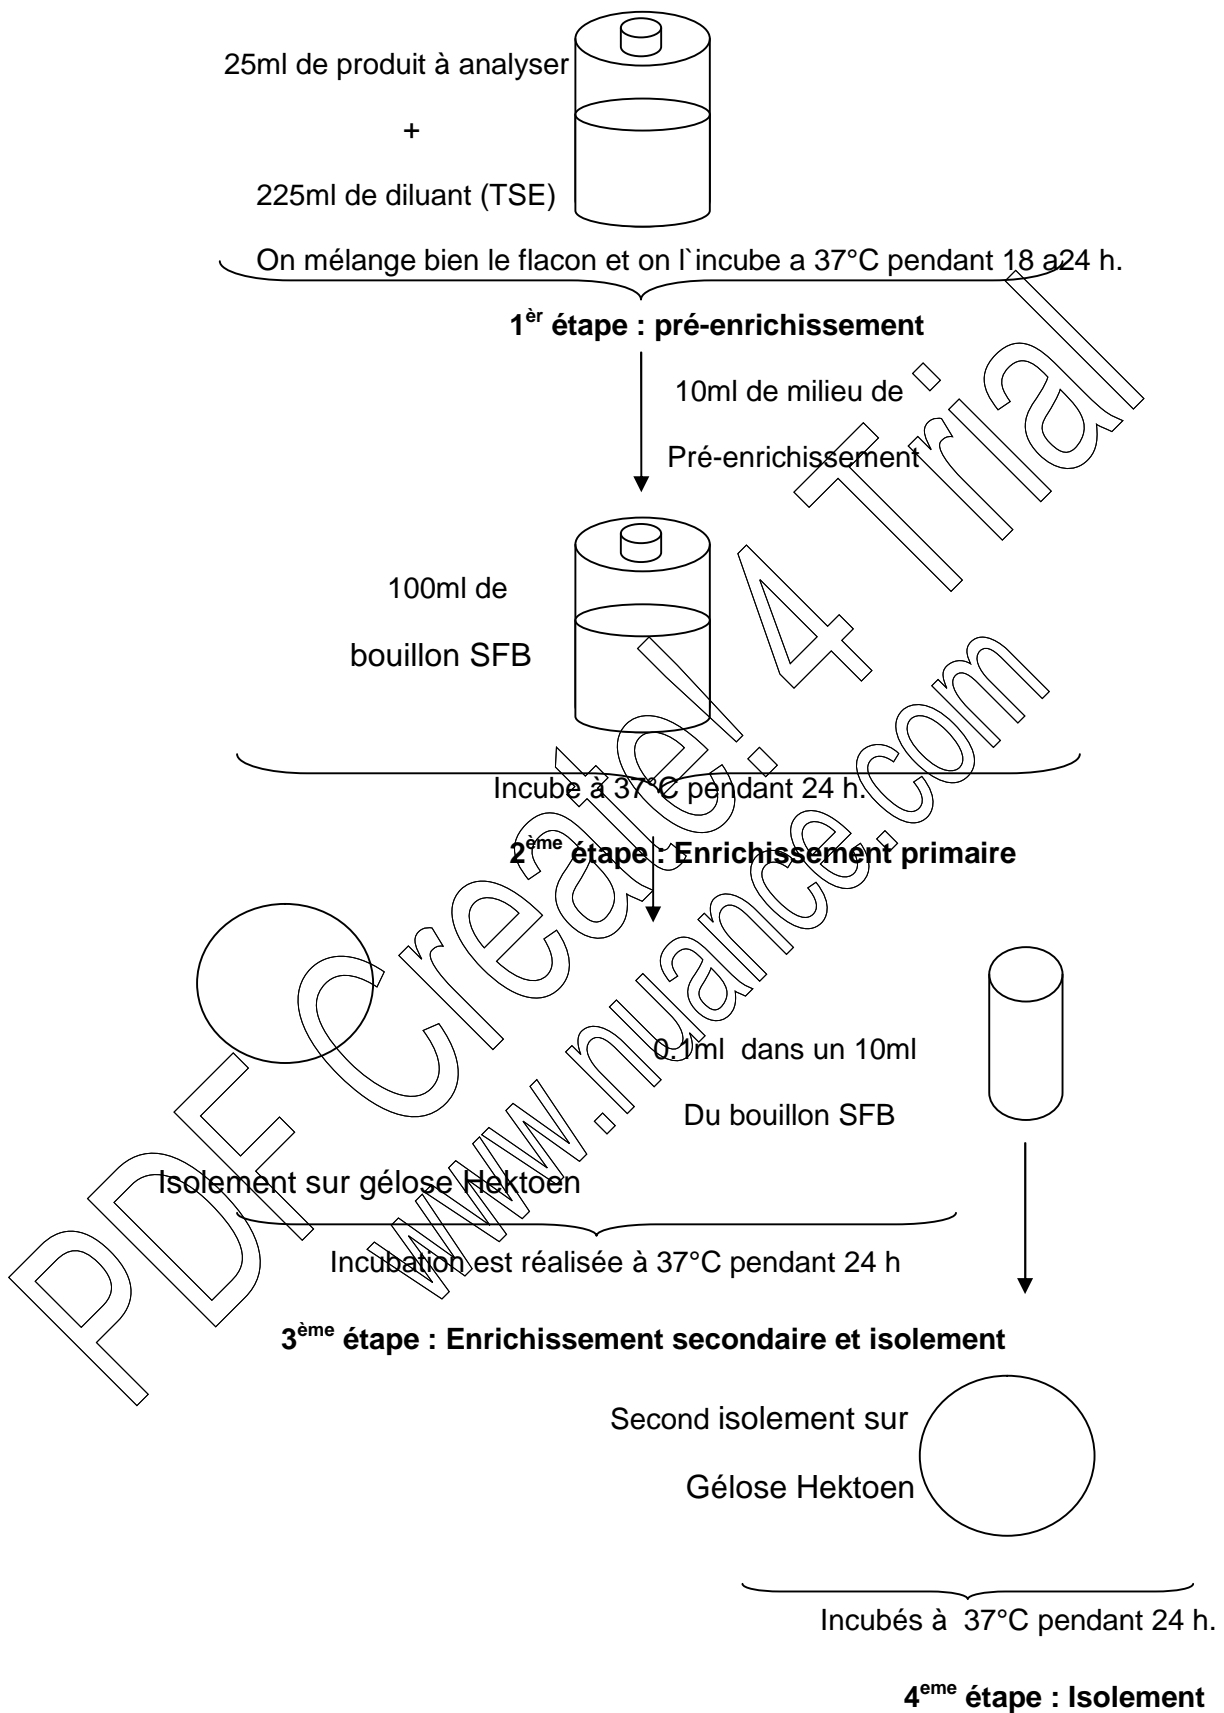 25ml de produit à analyser
+
225ml de diluant (TSE)
On mélange bien le flacon et on l`incube a 37°C pendant 18 a24 h.
1èr étape : pré-enrichissement
10ml de milieu de
Pré-enrichissement
100ml de
bouillon SFB
Incube à 37°C pendant 24 h.
2ème étape : Enrichissement primaire
0.1ml dans un 10ml
Du bouillon SFB
Isolement sur gélose Hektoen
Incubation est réalisée à 37°C pendant 24 h
3ème étape : Enrichissement secondaire et isolement
Second isolement sur
Gélose Hektoen
Incubés à 37°C pendant 24 h.
4eme étape : Isolement
PDF Create! 4 Trial
www.nuance.com